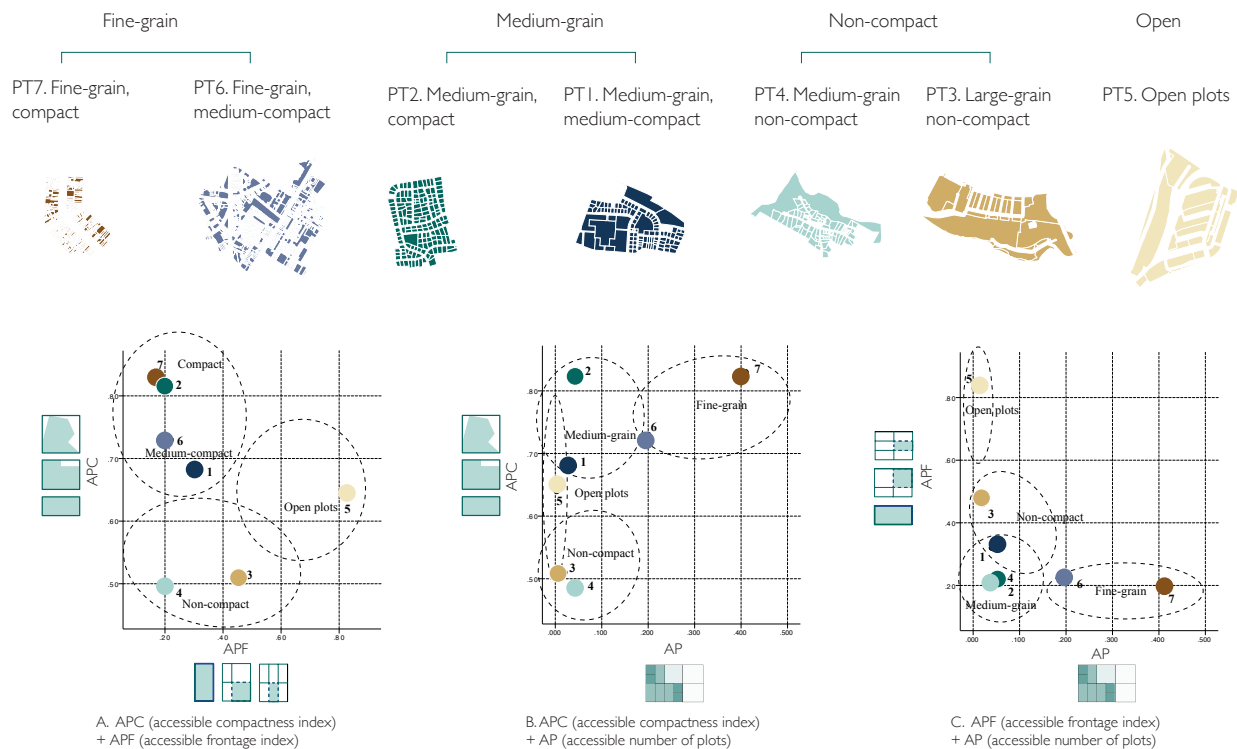 Fine-grain
Medium-grain
Non-compact
Open
PT7. Fine-grain,
compact
PT6. Fine-grain,
medium-compact
PT2. Medium-grain,
compact
PT1. Medium-grain,
medium-compact
PT4. Medium-grain
non-compact
PT3. Large-grain
non-compact
PT5. Open plots
7
Compact
2
.80
6
Medium-compact
.70
1
APC
Open plots
5
.60
3
.50
4
Non-compact
.20
.40
.60
.80
APF
2
7
.80
Fine-grain
6
Medium-grain
.70
1
APC
Open plots
5
.60
Non-compact
3
.50
4
.000
.100
.200
.300
.400
.500
AP
5
.80
Open plots
.60
APF
3
Non-compact
.40
1
4
6
Fine-grain
.20
2
7
Medium-grain
.000
.100
.200
.300
.400
.500
AP
A. APC (accessible compactness index)
+ APF (accessible frontage index)
B. APC (accessible compactness index)
+ AP (accessible number of plots)
C. APF (accessible frontage index)
+ AP (accessible number of plots)